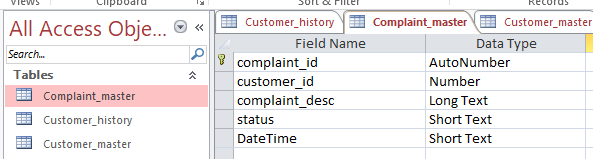 Views
Clipboard
Sort & Filter
Records
All Access Obje...
Search...
Tables
Complaint_master
Customer_history
Customer_master
Customer_history
Complaint_master
Customer_master
Field Name
Data Type
complaint_id
AutoNumber
customer_id
Number
complaint_desc
Long Text
status
Short Text
DateTime
Short Text